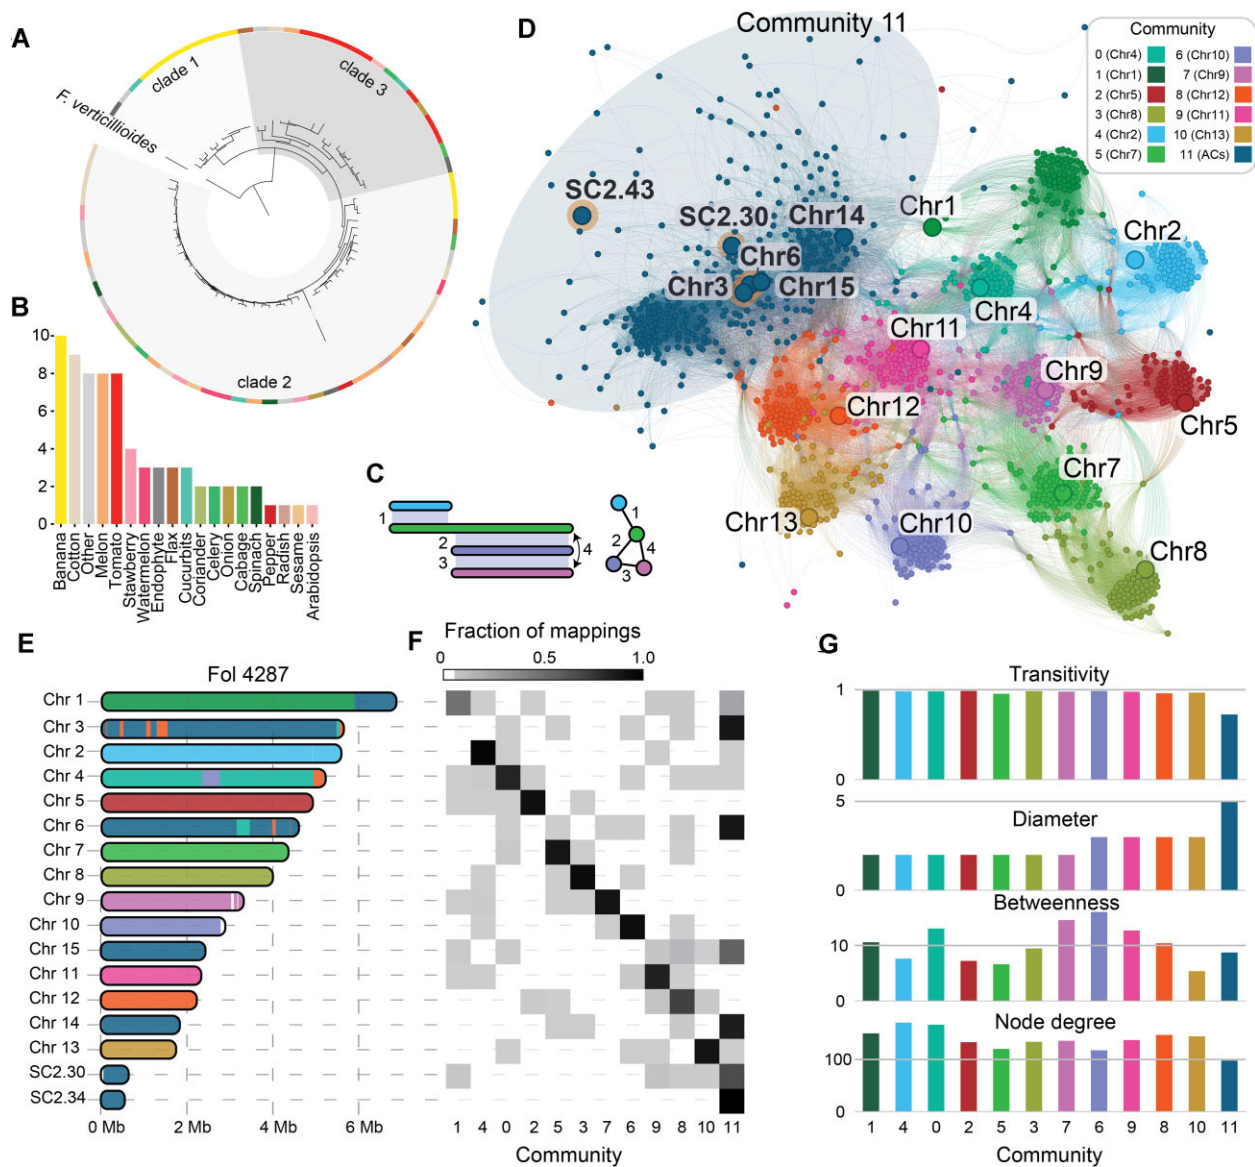 A
clade 1
clade 3
F. verticillioides
clade 2
B
10
8
6
4
2
0
Banana
Cotton
Other
Melon
Tomato
Stawberry
Watermelon
Endophyte
Flax
Cucurbits
Coriander
Celery
Onion
Cabage
Spinach
Pepper
Radish
Sesame
Arabidopsis
C
1
2
3
4
1
2
4
3
D
Community 11
SC2.43
SC2.30
Chr14
Chr6
Chr3
Chr15
Chr1
Chr2
Chr4
Chr11
Chr9
Chr12
Chr5
Chr7
Chr13
Chr10
Chr8
Community
0 (Chr4)
1 (Chr1)
2 (Chr5)
3 (Chr8)
4 (Chr2)
5 (Chr7)
6 (Chr10)
7 (Chr9)
8 (Chr12)
9 (Chr11)
10 (Ch13)
11 (ACs)
E
Fol 4287
Chr 1
Chr 3
Chr 2
Chr 4
Chr 5
Chr 6
Chr 7
Chr 8
Chr 9
Chr 10
Chr 15
Chr 11
Chr 12
Chr 14
Chr 13
SC2.30
SC2.34
0 Mb 2 Mb 4 Mb 6 Mb
F
Fraction of mappings
0 0.5 1.0
1 4 0 2 5 3 7 6 9 8 10 11
Community
G
Transitivity
1
0
Diameter
5
0
Betweenness
10
0
Node degree
100
0
1 4 0 2 5 3 7 6 9 8 10 11
Community